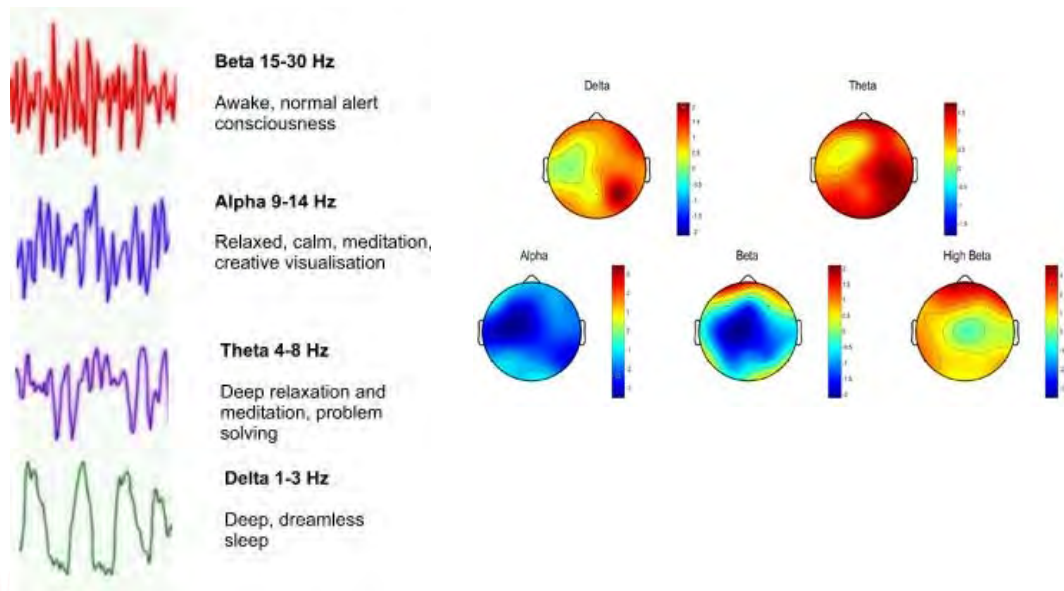 Beta 15-30 Hz
Awake, normal alert
consciousness
Alpha 9-14 Hz
Relaxed, calm, meditation,
creative visualisation
Theta 4-8 Hz
Deep relaxation and
meditation, problem
solving
Delta 1-3 Hz
Deep, dreamless
sleep
Delta
Theta
Alpha
Beta
High Beta